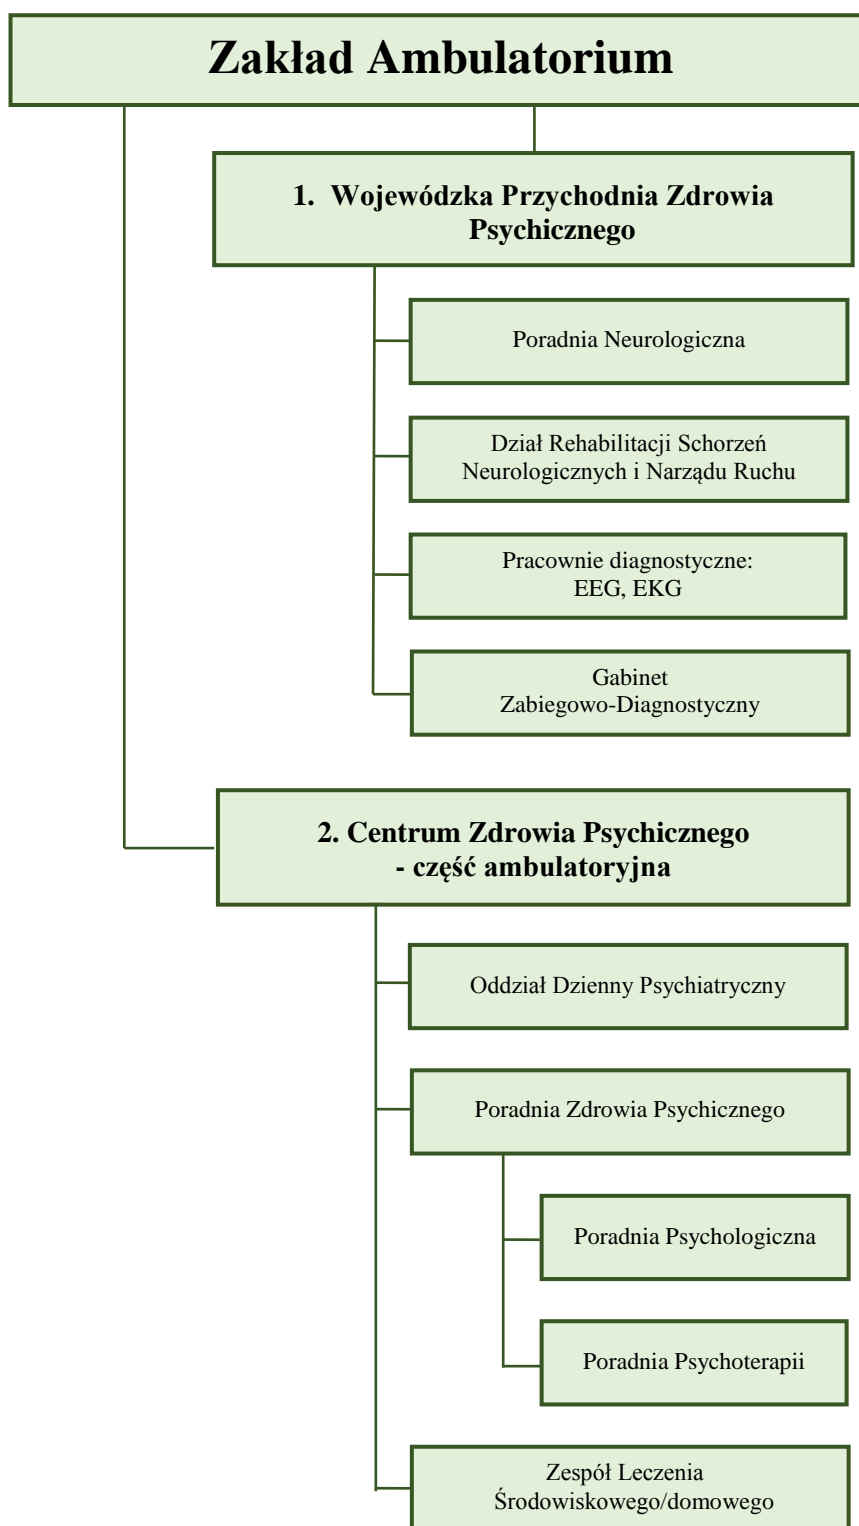 Zakład Ambulatorium
1. Wojewódzka Przychodnia Zdrowia
Psychicznego
Poradnia Neurologiczna
Dział Rehabilitacji Schorzeń
Neurologicznych i Narządu Ruchu
Pracownie diagnostyczne:
EEG, EKG
Gabinet
Zabiegowo-Diagnostyczny
2. Centrum Zdrowia Psychicznego
- część ambulatoryjna
Oddział Dzienny Psychiatryczny
Poradnia Zdrowia Psychicznego
Poradnia Psychologiczna
Poradnia Psychoterapii
Zespół Leczenia
Środowiskowego/domowego